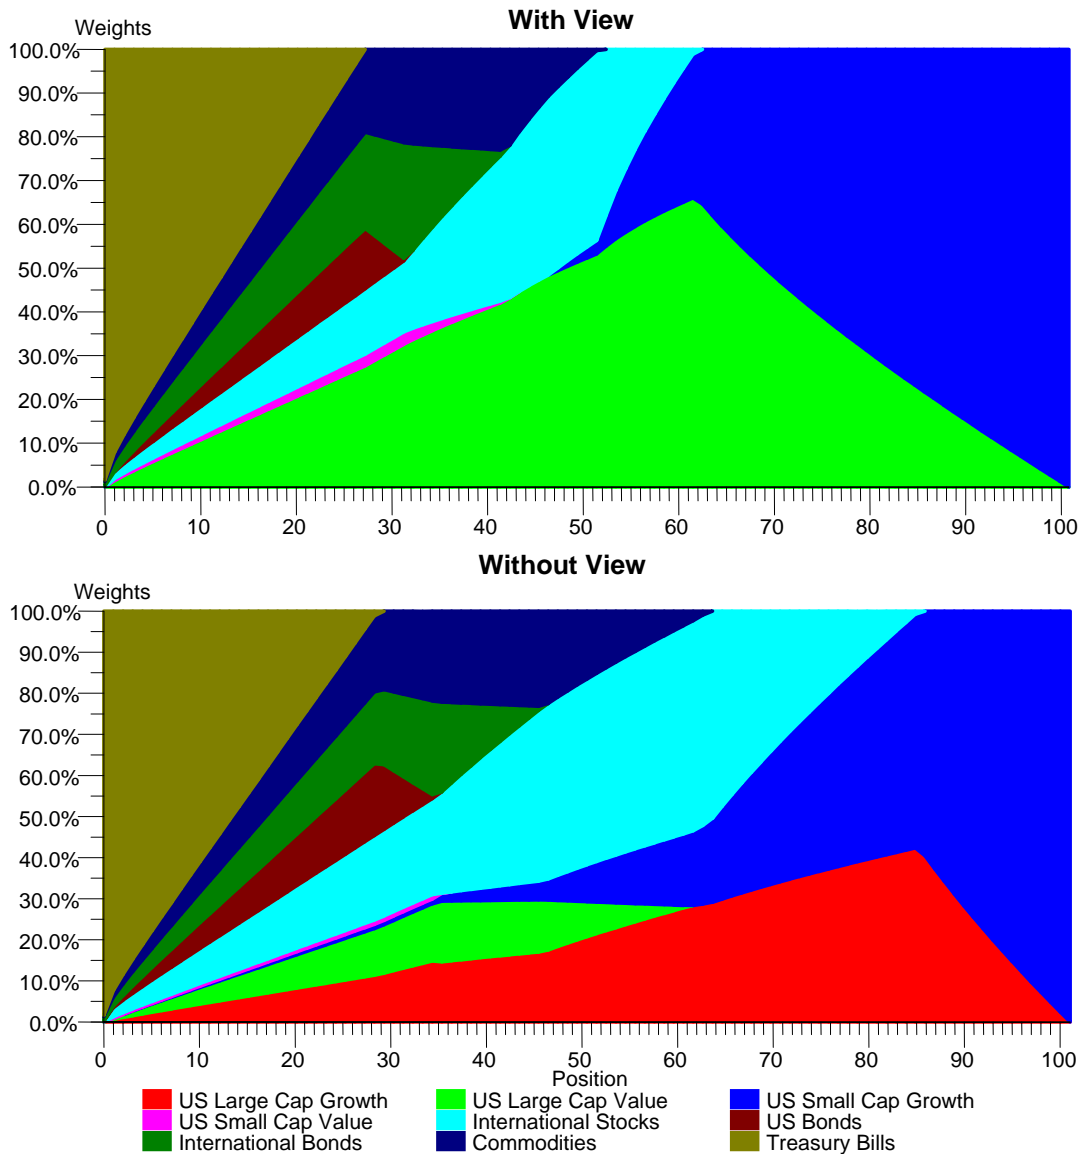 With View
Weights
100.0%
90.0%
80.0%
70.0%
60.0%
50.0%
40.0%
30.0%
20.0%
10.0%
0.0%
0 10 20 30 40 50 60 70 80 90 100
Without View
Weights
100.0%
90.0%
80.0%
70.0%
60.0%
50.0%
40.0%
30.0%
20.0%
10.0%
0.0%
0 10 20 30 40 50 60 70 80 90 100
Position
US Large Cap Growth US Large Cap Value US Small Cap Growth
US Small Cap Value International Stocks US Bonds
International Bonds Commodities Treasury Bills